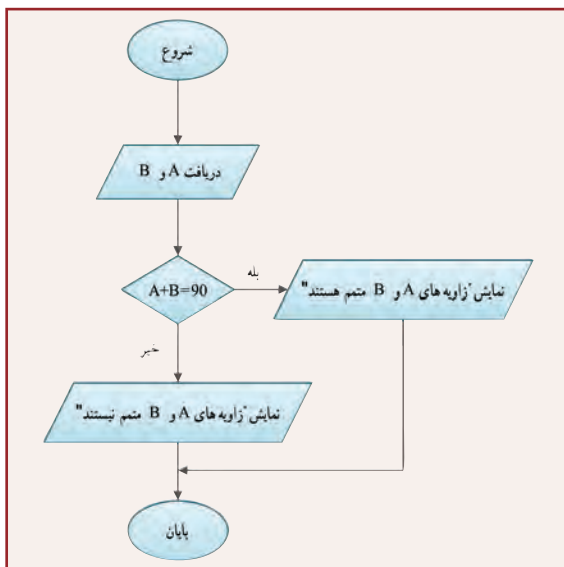 شروع
دریافت A و B
A+B=90
بله
نمایش "زاویه های A و B متمم هستند"
خیر
نمایش "زاویه های A و B متمم نیستند"
پایان